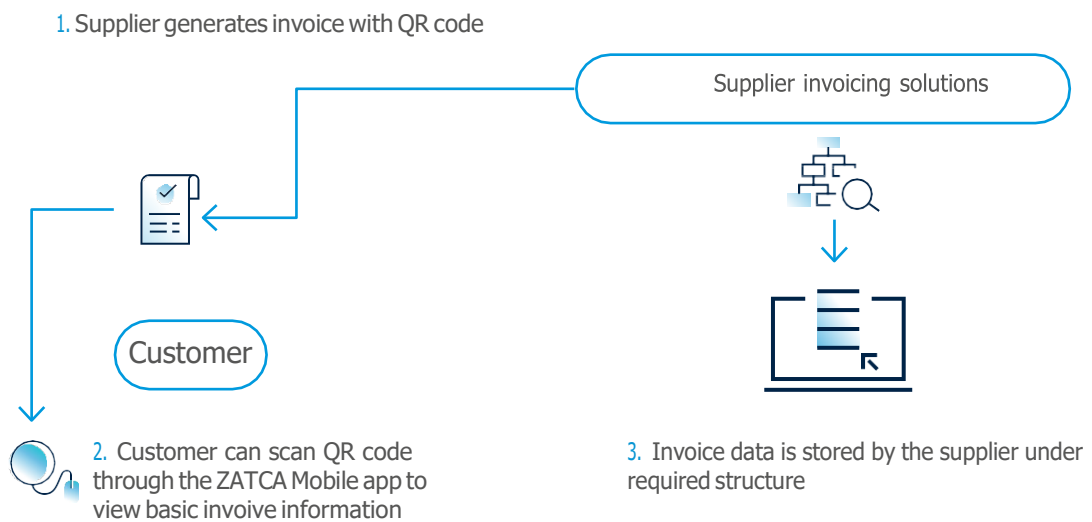 1. Supplier generates invoice with QR code
Supplier invoicing solutions
Customer
2. Customer can scan QR code
through the ZATCA Mobile app to
view basic invoive information
3. Invoice data is stored by the supplier under
required structure